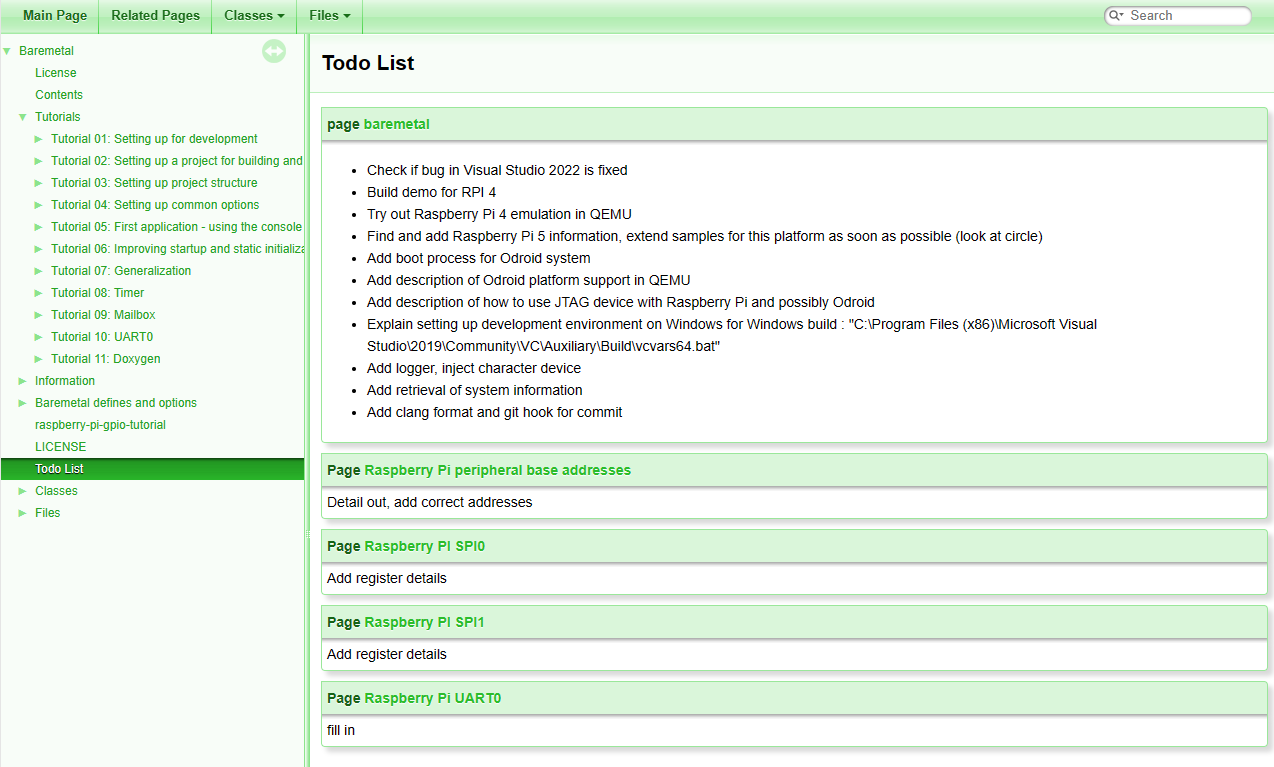 Main Page
Related Pages
Classes
Files
Search
Baremetal
License
Contents
Tutorials
Tutorial 01: Setting up for development
Tutorial 02: Setting up a project for building and
Tutorial 03: Setting up project structure
Tutorial 04: Setting up common options
Tutorial 05: First application - using the console
Tutorial 06: Improving startup and static initializa
Tutorial 07: Generalization
Tutorial 08: Timer
Tutorial 09: Mailbox
Tutorial 10: UART0
Tutorial 11: Doxygen
Information
Baremetal defines and options
raspberry-pi-gpio-tutorial
LICENSE
Todo List
Classes
Files
Todo List
page baremetal
• Check if bug in Visual Studio 2022 is fixed
• Build demo for RPI 4
• Try out Raspberry Pi 4 emulation in QEMU
• Find and add Raspberry Pi 5 information, extend samples for this platform as soon as possible (look at circle)
• Add boot process for Odroid system
• Add description of Odroid platform support in QEMU
• Add description of how to use JTAG device with Raspberry Pi and possibly Odroid
• Explain setting up development environment on Windows for Windows build : "C:\Program Files (x86)\Microsoft Visual
Studio\2019\Community\VC\Auxiliary\Build\vcvars64.bat"
• Add logger, inject character device
• Add retrieval of system information
• Add clang format and git hook for commit
Page Raspberry Pi peripheral base addresses
Detail out, add correct addresses
Page Raspberry PI SPI0
Add register details
Page Raspberry PI SPI1
Add register details
Page Raspberry Pi UART0
fill in